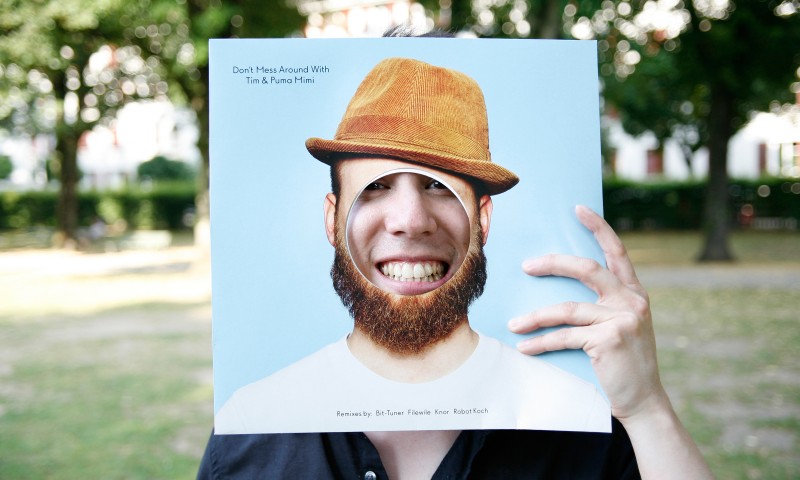 Don't Mess Around With
Tim & Puma Mimi
Remixes by: Bit-Tuner Filewile Knor Robot Koch